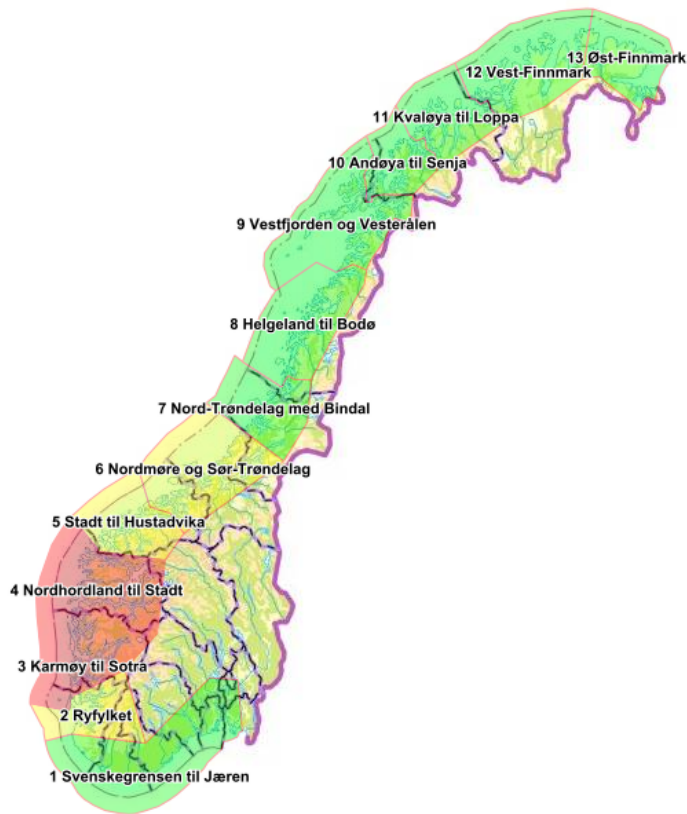 13 Øst-Finnmark
12 Vest-Finnmark
11 Kvaløya til Loppa
10 Andøya til Senja
9 Vestfjorden og Vesterålen
8 Helgeland til Bodø
7 Nord-Trøndelag med Bindal
6 Nordmøre og Sør-Trøndelag
5 Stadt til Hustadvika
4 Nordhordland til Stadt
3 Karmøy til Sotra
2 Ryfylket
1 Svenskegrensen til Jæren